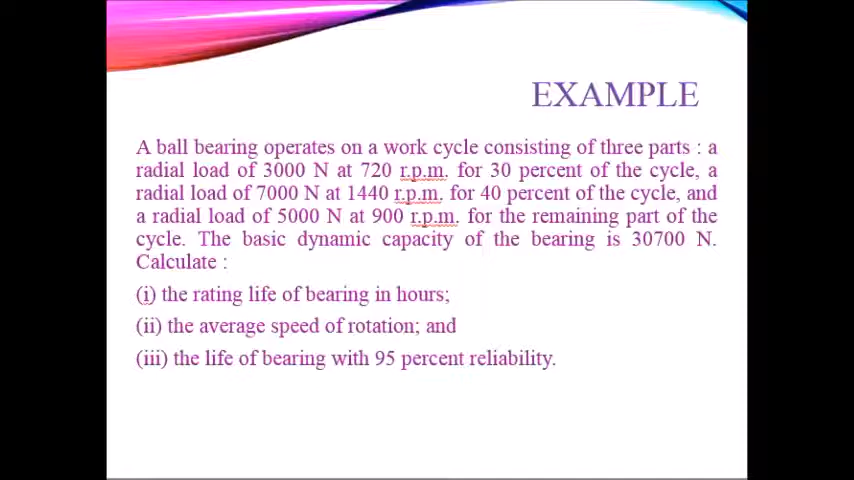 EXAMPLE
A ball bearing operates on a work cycle consisting of three parts : a
radial load of 3000 N at 720 r.p.m. for 30 percent of the cycle, a
radial load of 7000 N at 1440 r.p.m. for 40 percent of the cycle, and
a radial load of 5000 N at 900 r.p.m. for the remaining part of the
cycle. The basic dynamic capacity of the bearing is 30700 N.
Calculate :
(i) the rating life of bearing in hours;
(ii) the average speed of rotation; and
(iii) the life of bearing with 95 percent reliability.